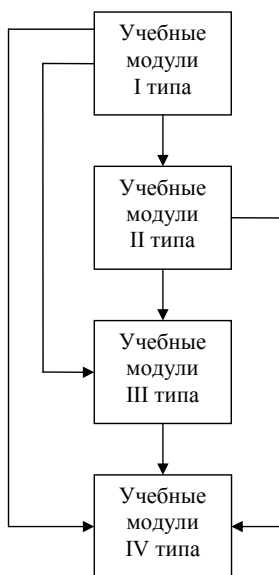 Учебные
модули
I типа
Учебные
модули
II типа
Учебные
модули
III типа
Учебные
модули
IV типа